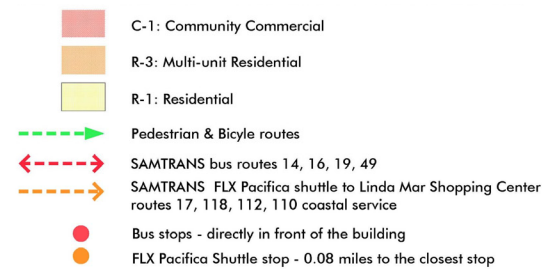 C-1: Community Commercial
R-3: Multi-unit Residential
R-1: Residential
Pedestrian & Bicyle routes
SAMTRANS bus routes 14, 16, 19, 49
SAMTRANS FLX Pacifica shuttle to Linda Mar Shopping Center
routes 17, 118, 112, 110 coastal service
Bus stops - directly in front of the building
FLX Pacifica Shuttle stop - 0.08 miles to the closest stop